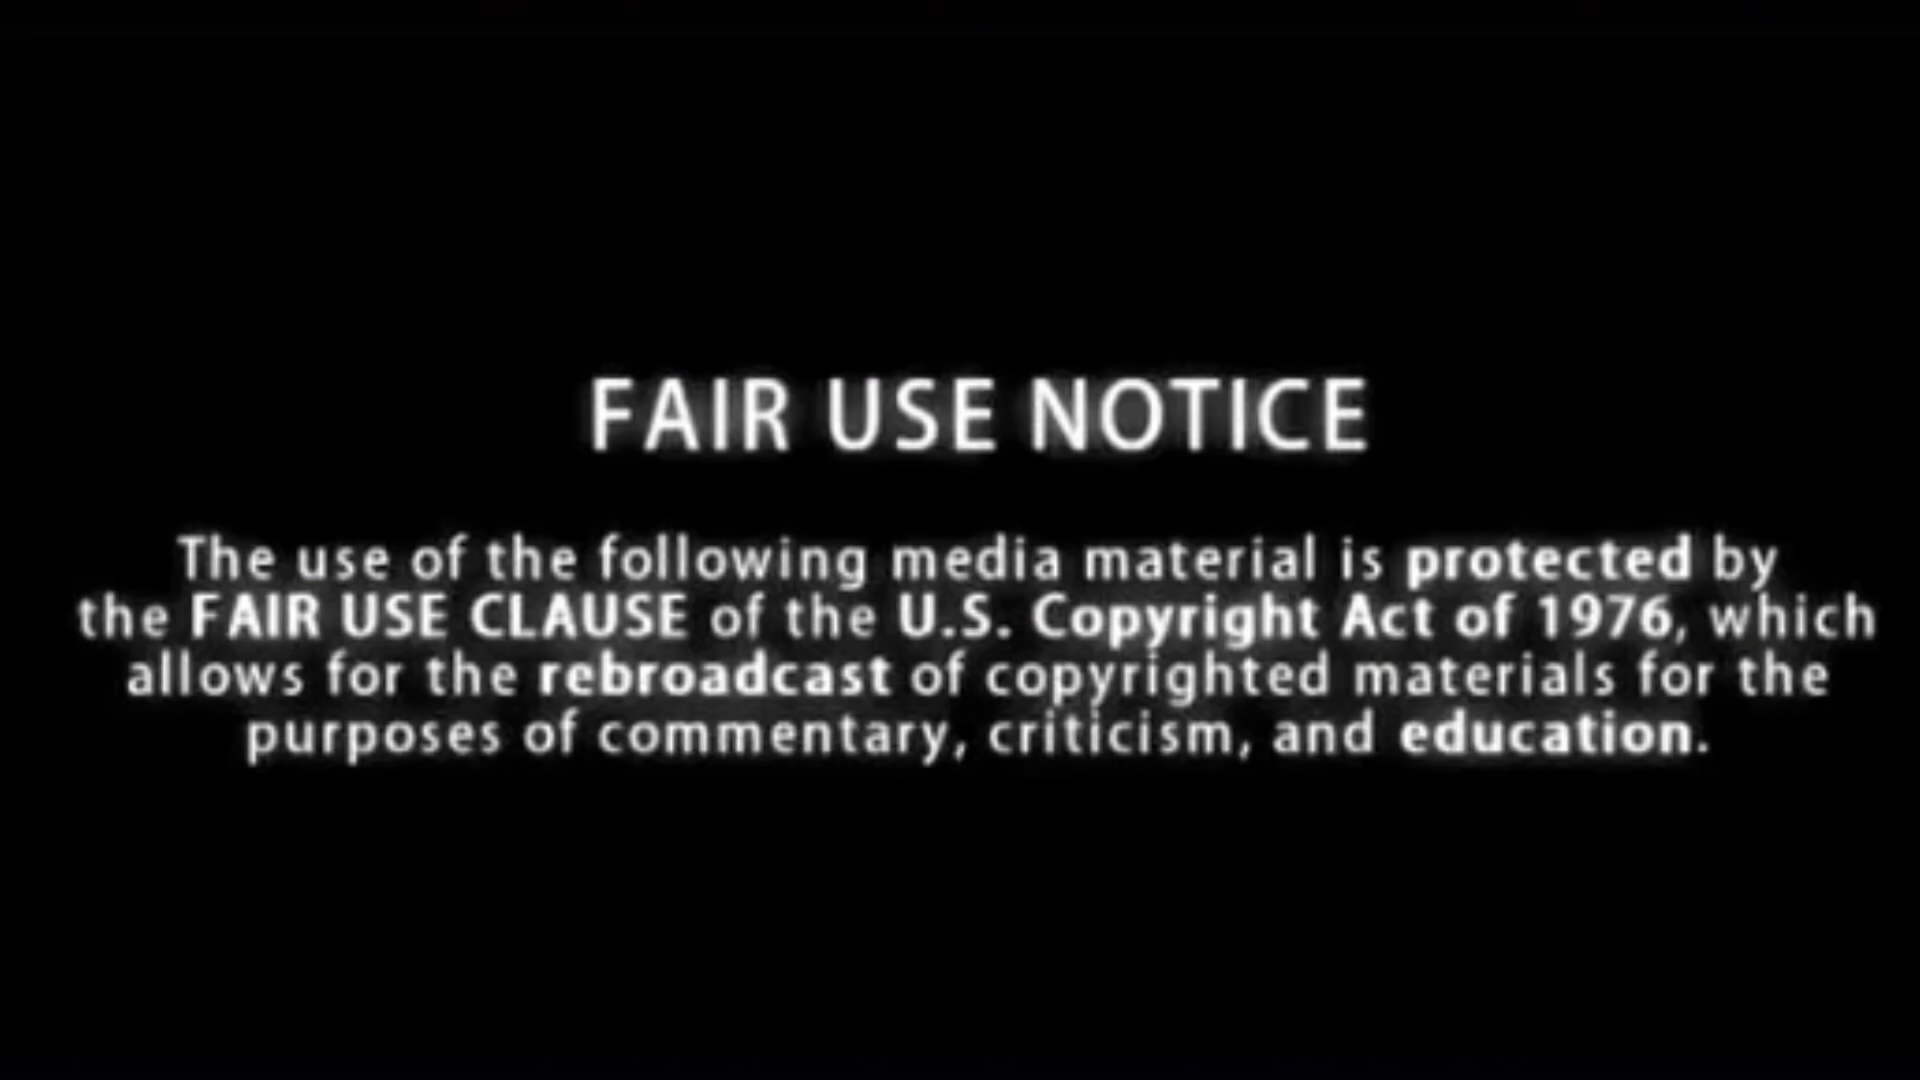 FAIR USE NOTICE
The use of the following media material is protected by
the FAIR USE CLAUSE of the U.S. Copyright Act of 1976, which
allows for the rebroadcast of copyrighted materials for the
purposes of commentary, criticism, and education.